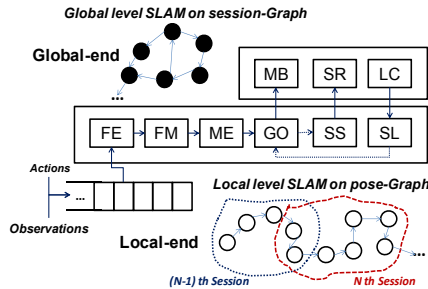 Global level SLAM on session-Graph
Global-end
...
MB SR LC
FE FM ME GO SS SL
Actions
...
Observations
Local-end
Local level SLAM on pose-Graph
...
(N-1) th Session
N th Session